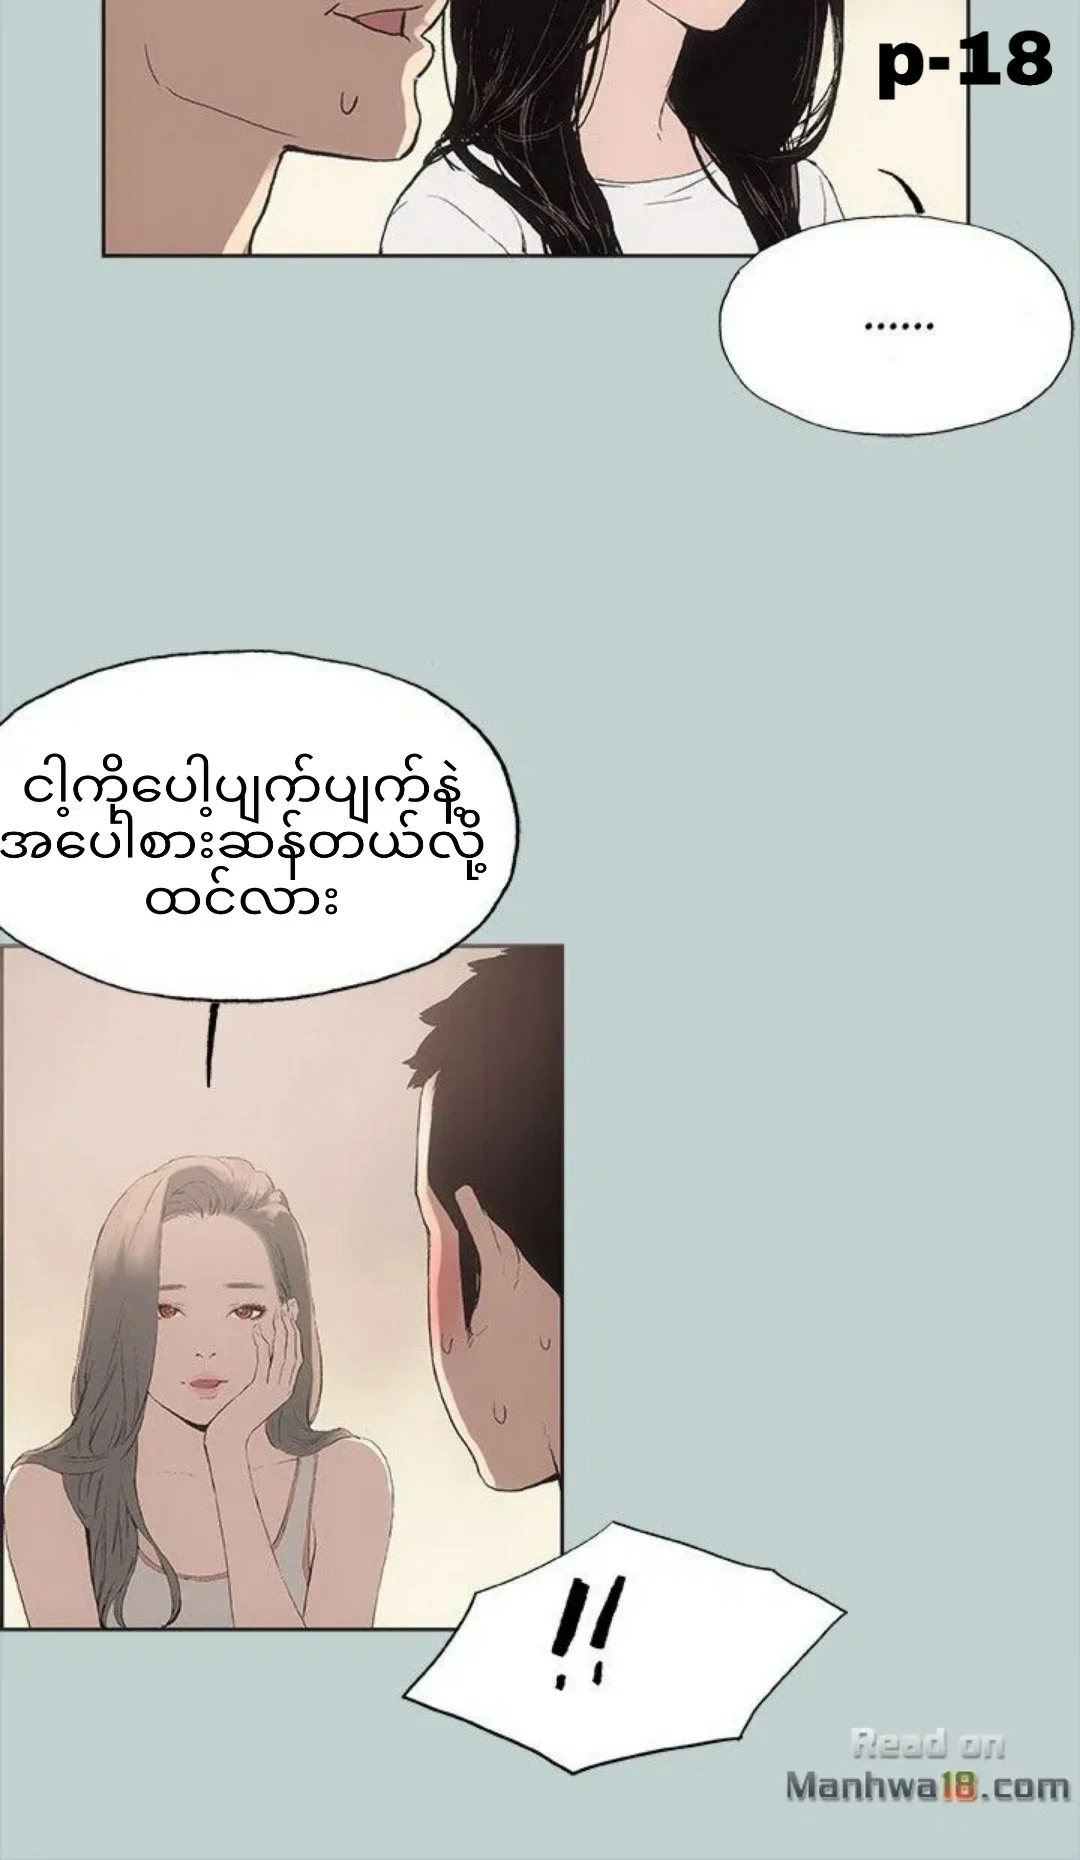 p-18
......
ငါ့ကိုပေါ့ပျက်ပျက်နဲ့
အပေါစားဆန်တယ်လို့
ထင်လား
!!
Read on
Manhwa18.com